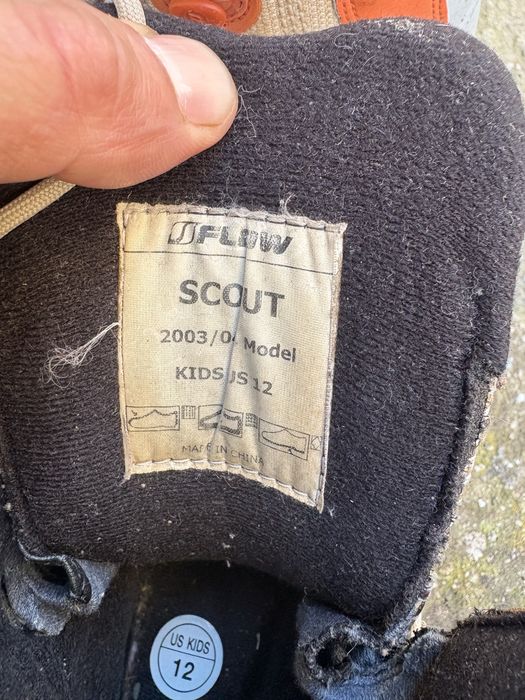 FLOW
SCOUT
2003/04 Model
KIDS US 12
MADE IN CHINA
US KIDS
12